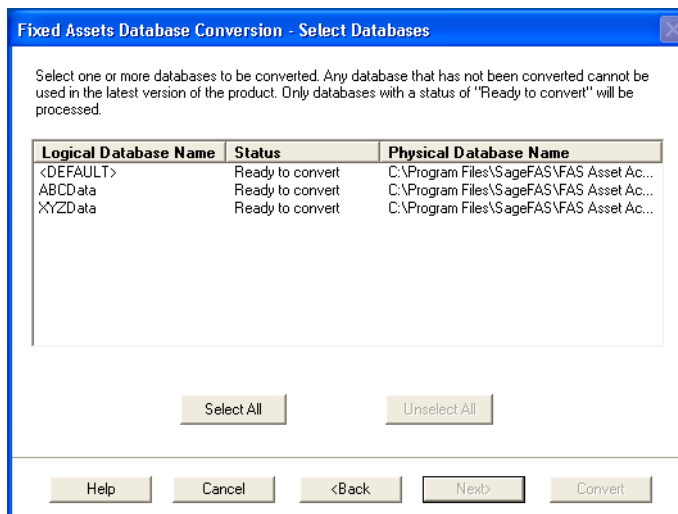 Fixed Assets Database Conversion - Select Databases
Select one or more databases to be converted. Any database that has not been converted cannot be
used in the latest version of the product. Only databases with a status of "Ready to convert" will be
processed.
Logical Database Name Status Physical Database Name
<DEFAULT> Ready to convert C:\Program Files\SageFAS\FAS Asset Ac...
ABCData Ready to convert C:\Program Files\SageFAS\FAS Asset Ac...
XYZData Ready to convert C:\Program Files\SageFAS\FAS Asset Ac...
Select All Unselect All
Help Cancel <Back Next> Convert